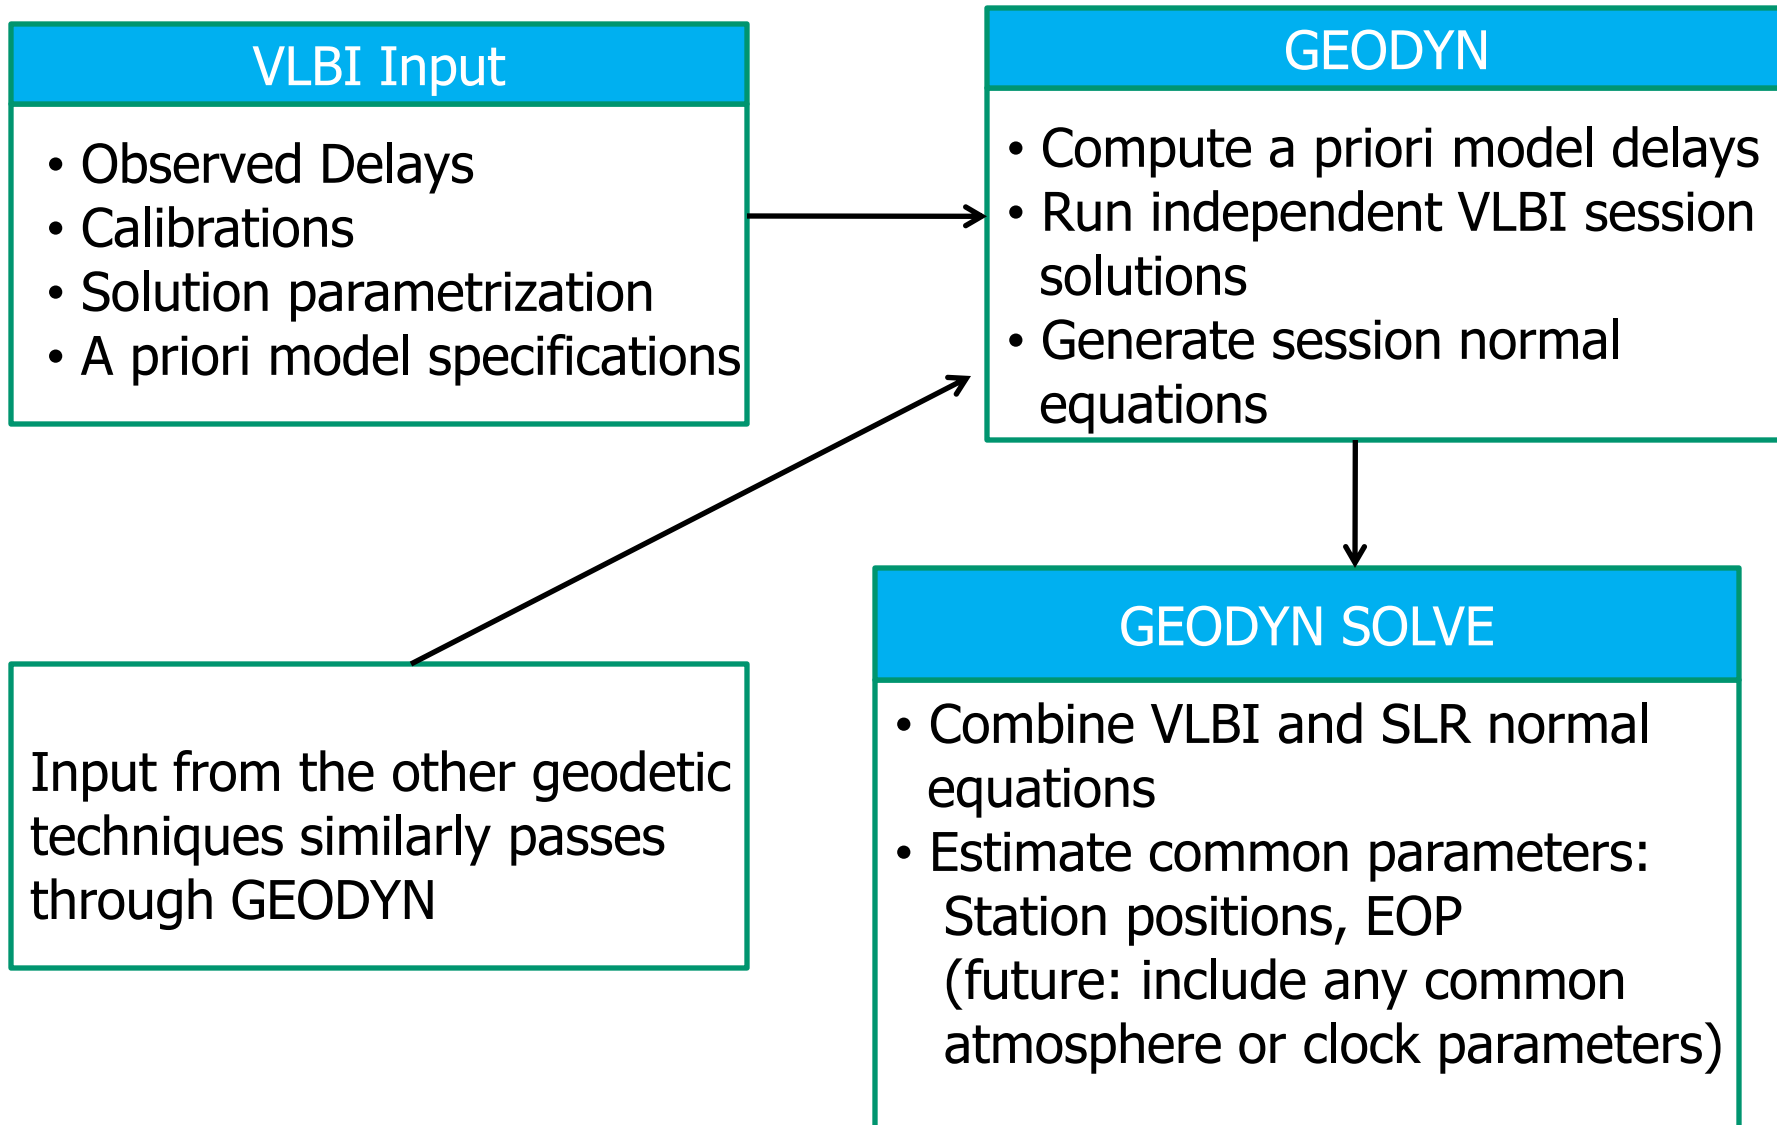 VLBI Input
• Observed Delays
• Calibrations
• Solution parametrization
• A priori model specifications
GEODYN
• Compute a priori model delays
• Run independent VLBI session
solutions
• Generate session normal
equations
Input from the other geodetic
techniques similarly passes
through GEODYN
GEODYN SOLVE
• Combine VLBI and SLR normal
equations
• Estimate common parameters:
Station positions, EOP
(future: include any common
atmosphere or clock parameters)